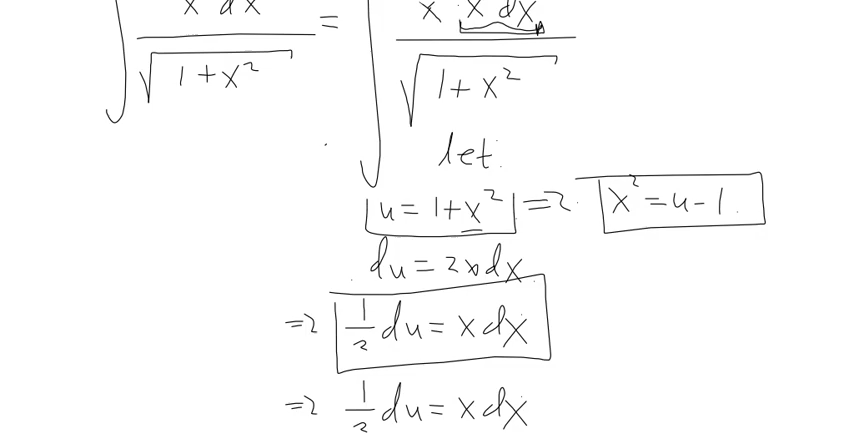 ∫ x dx / √(1+x²) = ∫ x · x dx / √(1+x²)
let
u = 1+x² => x² = u-1
du = 2x dx
=> 1/2 du = x dx
=> 1/2 du = x dx